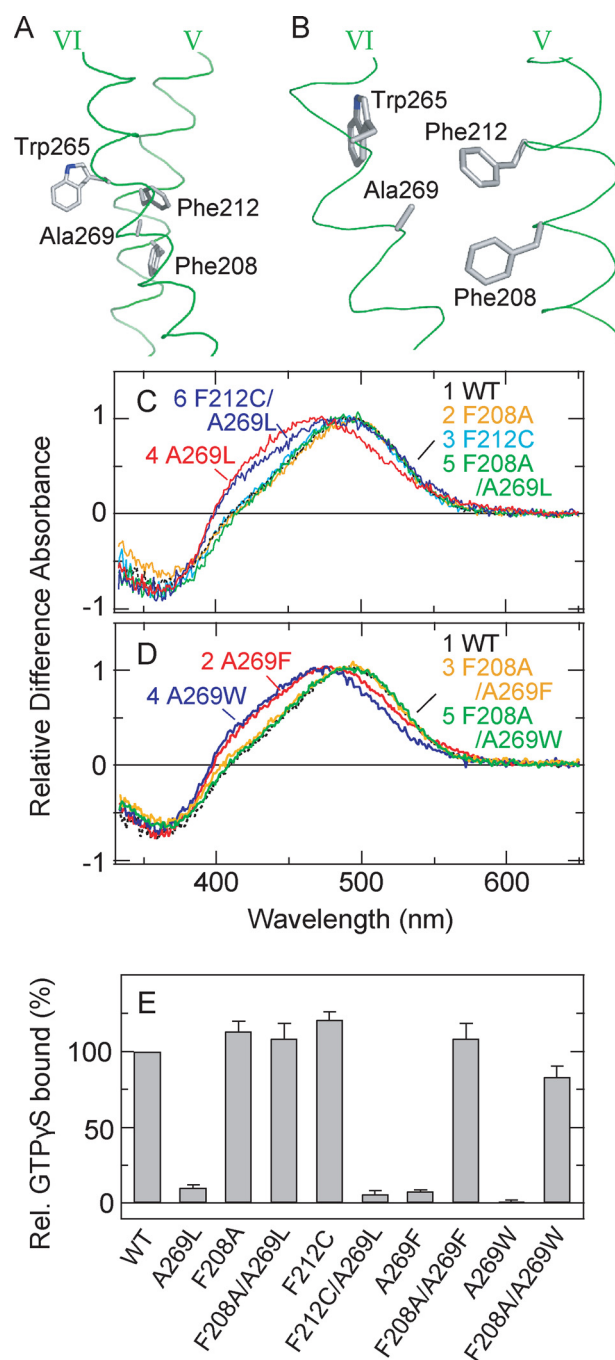 A
VI
V
Trp265
Phe212
Ala269
Phe208
B
VI
V
Trp265
Phe212
Ala269
Phe208
C
6 F212C/
A269L
4 A269L
1 WT
2 F208A
3 F212C
5 F208A
/A269L
1
0
-1
D
2 A269F
4 A269W
1 WT
3 F208A
/A269F
5 F208A
/A269W
1
0
-1
Relative Difference Absorbance
400
500
600
Wavelength (nm)
E
Rel. GTPγS bound (%)
100
50
0
WT
A269L
F208A
F208A/A269L
F212C
F212C/A269L
A269F
F208A/A269F
A269W
F208A/A269W